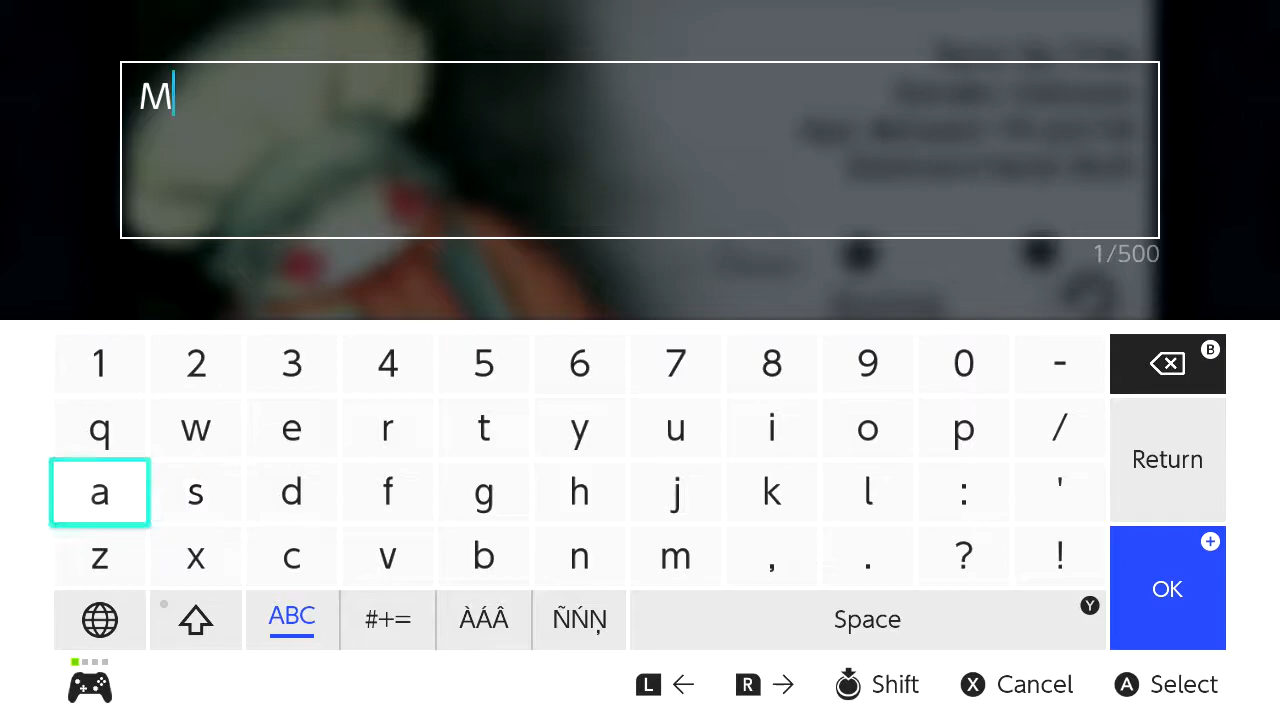 M
1/500
1 2 3 4 5 6 7 8 9 0 - B
q w e r t y u i o p / Return
a s d f g h j k l : '
z x c v b n m , . ? ! + OK
ABC #+= ÀÁÂ ÑŃŅ Space Y
L ← R → Shift X Cancel A Select